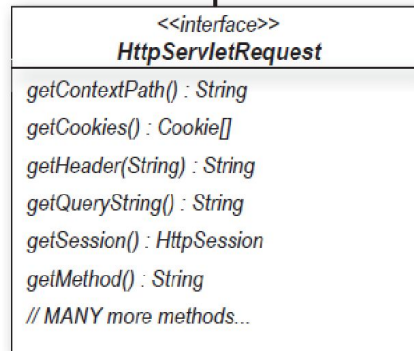 <<interface>>
HttpServletRequest
getContextPath() : String
getCookies() : Cookie[]
getHeader(String) : String
getQueryString() : String
getSession() : HttpSession
getMethod() : String
// MANY more methods...